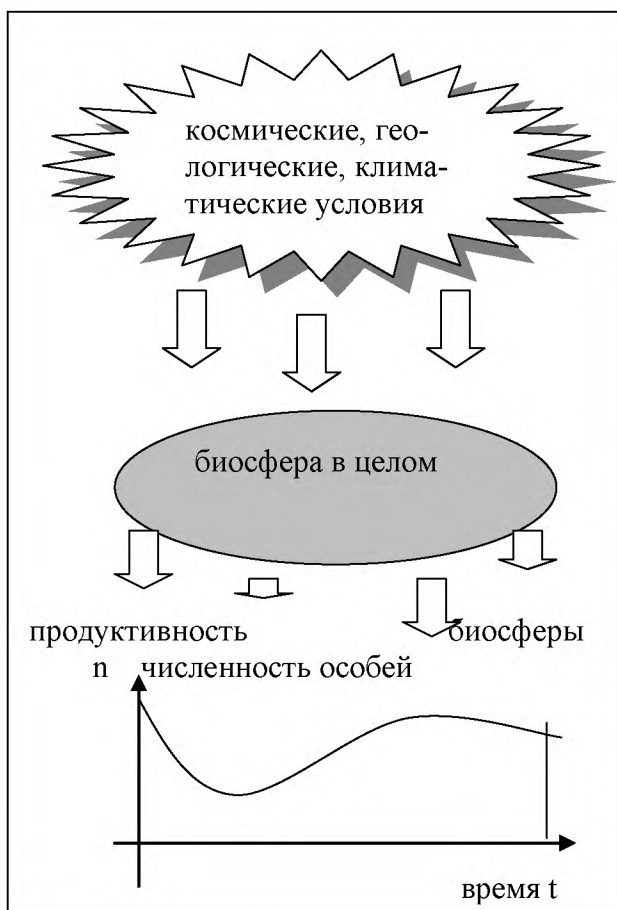 космические, гео-
логические, клима-
тические условия
биосфера в целом
продуктивность биосферы
n численность особей
время t